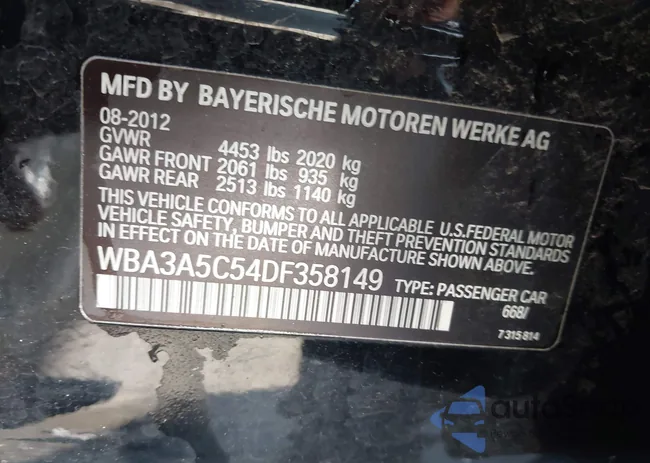 MFD BY BAYERISCHE MOTOREN WERKE AG
08-2012
GVWR 4453 lbs 2020 kg
GAWR FRONT 2061 lbs 935 kg
GAWR REAR 2513 lbs 1140 kg
THIS VEHICLE CONFORMS TO ALL APPLICABLE U.S.FEDERAL MOTOR
VEHICLE SAFETY, BUMPER AND THEFT PREVENTION STANDARDS
IN EFFECT ON THE DATE OF MANUFACTURE SHOWN ABOVE.
WBA3A5C54DF358149 TYPE: PASSENGER CAR
668/
7 315 814